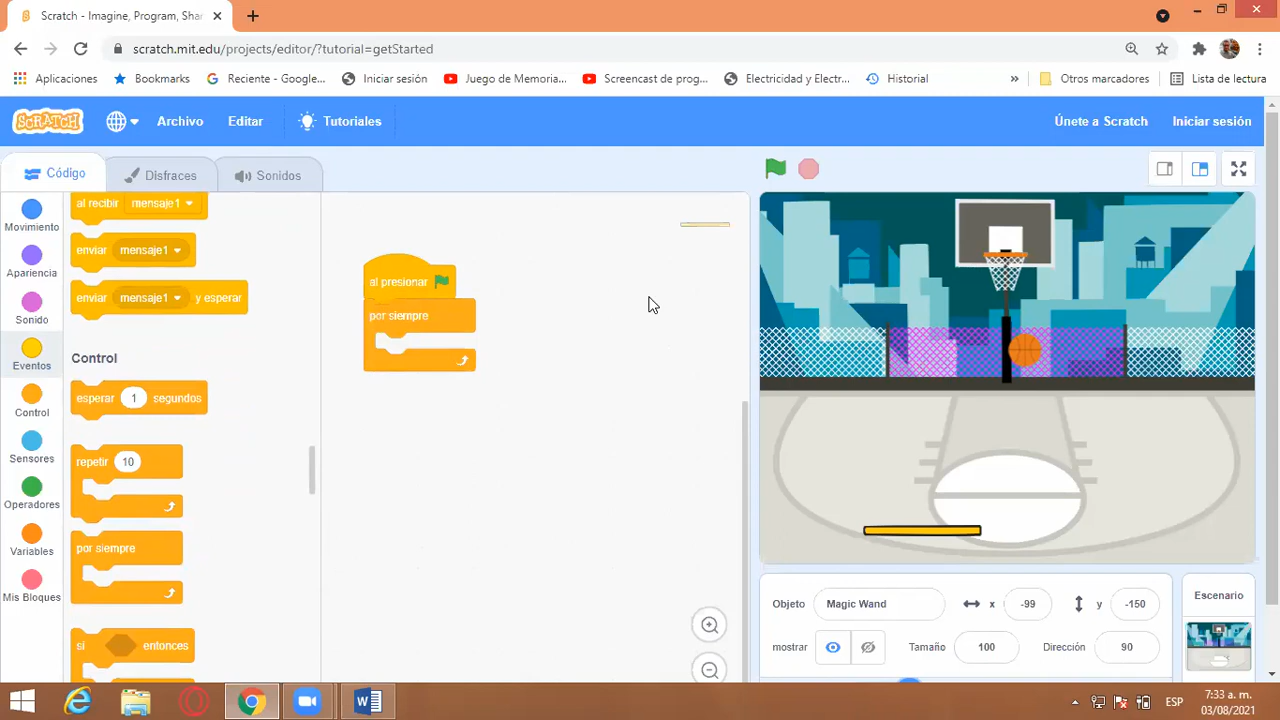 Scratch - Imagine, Program, Shar
scratch.mit.edu/projects/editor/?tutorial=getStarted
Aplicaciones
Bookmarks
Reciente - Google...
Iniciar sesión
Juego de Memoria...
Screencast de prog...
Electricidad y Electr...
Historial
»
Otros marcadores
Lista de lectura
SCRATCH
Archivo
Editar
Tutoriales
Únete a Scratch
Iniciar sesión
Código
Disfraces
Sonidos
Movimiento
Apariencia
Sonido
Eventos
Control
Sensores
Operadores
Variables
Mis Bloques
al recibir mensaje1
enviar mensaje1
enviar mensaje1 y esperar
Control
esperar 1 segundos
repetir 10
por siempre
si entonces
al presionar
por siempre
Objeto Magic Wand x -99 y -150
mostrar Tamaño 100 Dirección 90
Escenario
ESP
7:33 a. m.
03/08/2021